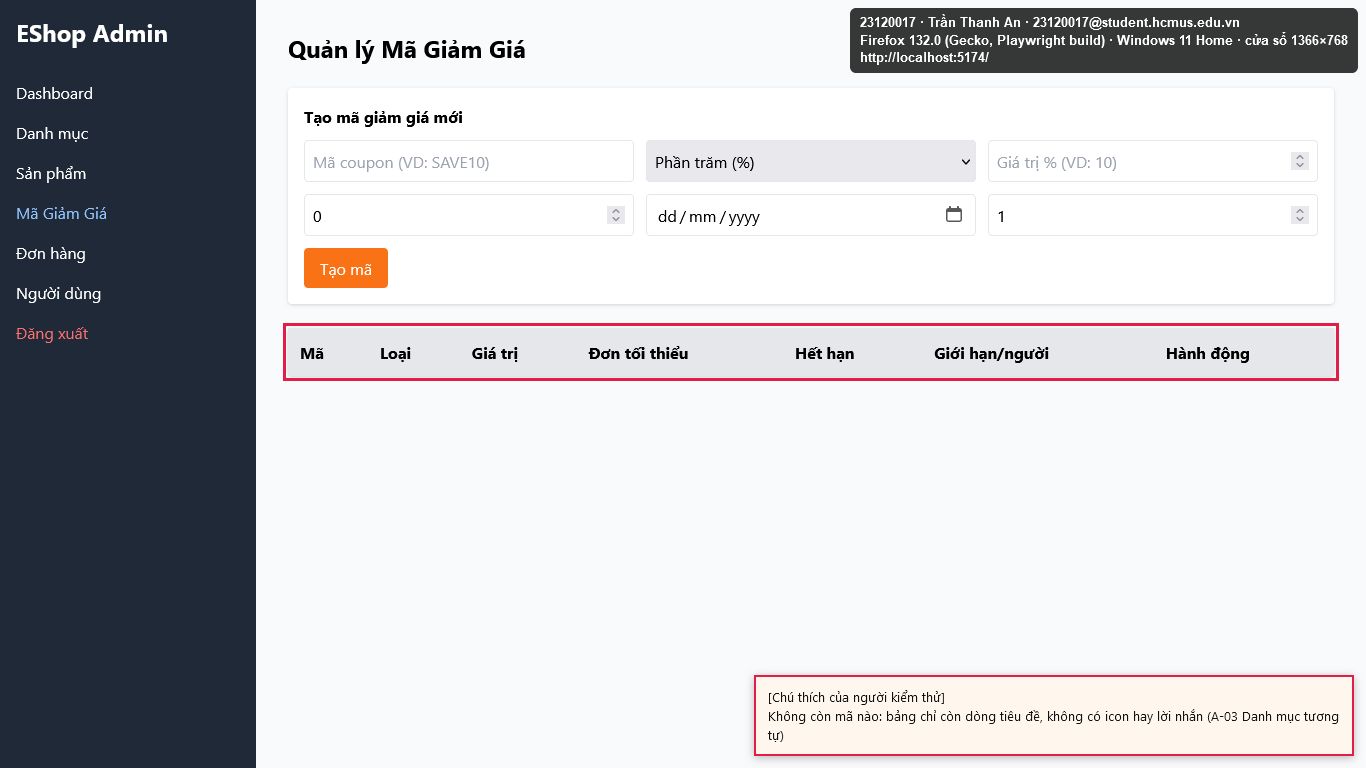 EShop Admin
Dashboard
Danh mục
Sản phẩm
Mã Giảm Giá
Đơn hàng
Người dùng
Đăng xuất
23120017 · Trần Thanh An · 23120017@student.hcmus.edu.vn
Firefox 132.0 (Gecko, Playwright build) · Windows 11 Home · cửa sổ 1366×768
http://localhost:5174/
Quản lý Mã Giảm Giá
Tạo mã giảm giá mới
Mã coupon (VD: SAVE10) Phần trăm (%) Giá trị % (VD: 10)
0 dd / mm / yyyy 1
Tạo mã
Mã Loại Giá trị Đơn tối thiểu Hết hạn Giới hạn/người Hành động
[Chú thích của người kiểm thử]
Không còn mã nào: bảng chỉ còn dòng tiêu đề, không có icon hay lời nhắn (A-03 Danh mục tương
tự)